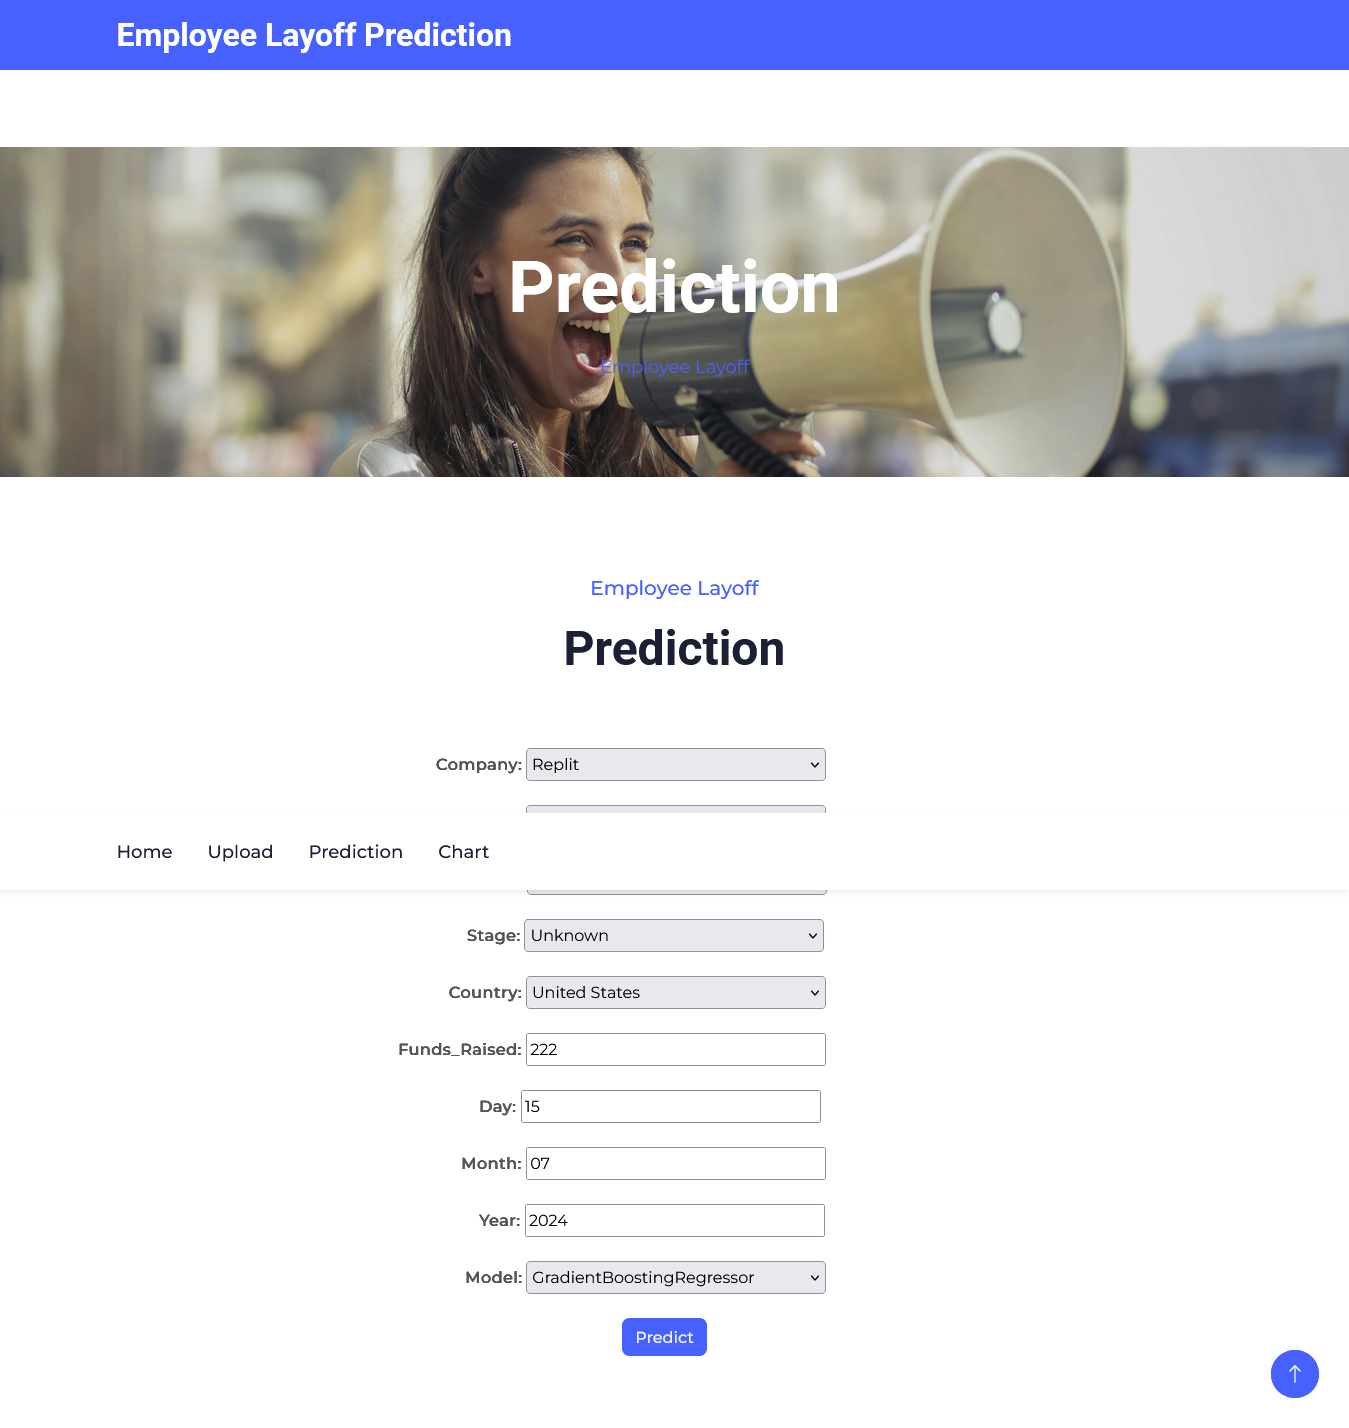 Employee Layoff Prediction
Prediction
Employee Layoff
Employee Layoff
Prediction
Company: Replit
Home Upload Prediction Chart
Stage: Unknown
Country: United States
Funds_Raised: 222
Day: 15
Month: 07
Year: 2024
Model: GradientBoostingRegressor
Predict